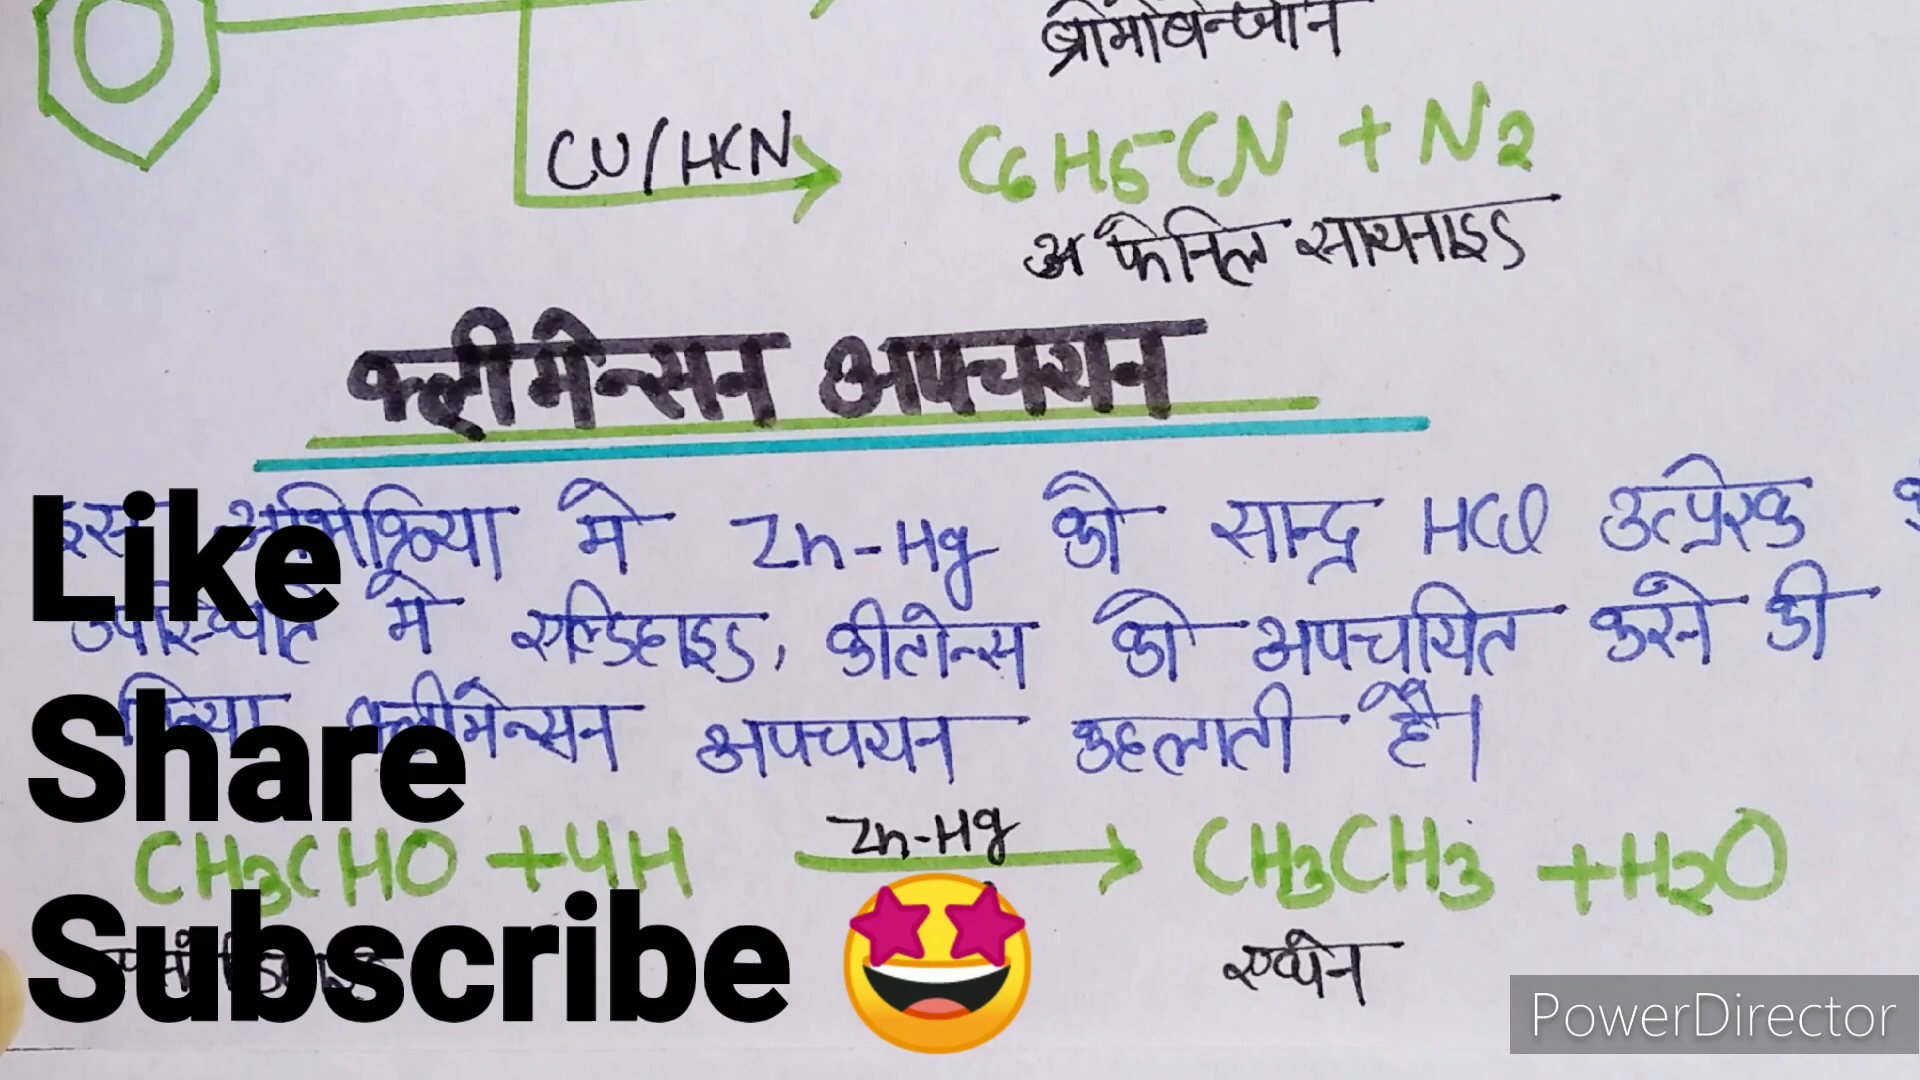 ब्रोमोबेन्जीन
CU/HCN
C6H5-CN + N2
फेनिल सायनाइड
क्लीमेन्सन अपचयन
इस अभिक्रिया मे Zn-Hg को सान्द्र HCl उत्प्रेरक
उपस्थिति मे एल्डिहाइड, कीतोन्स को अपचयित करने की
क्रिया क्लीमेन्सन अपचयन कहलाती है।
Like
Share
Subscribe
CH3CHO + 4H
Zn-Hg
CH3CH3 + H2O
एथेन
PowerDirector